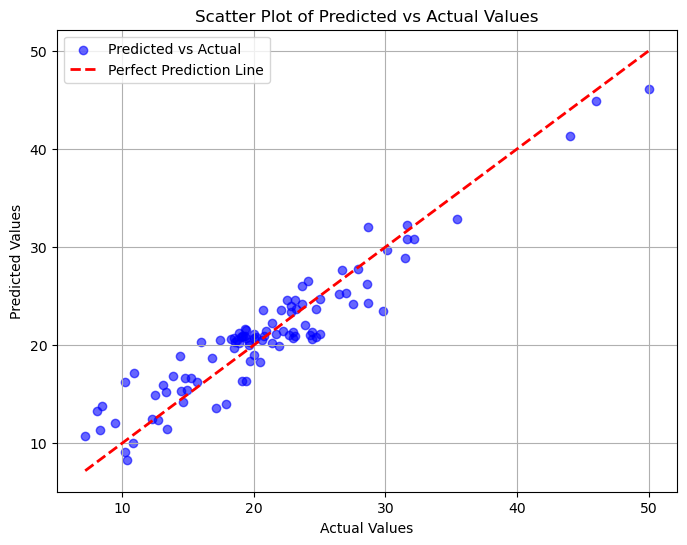 Scatter Plot of Predicted vs Actual Values
Predicted vs Actual
Perfect Prediction Line
Predicted Values
50
40
30
20
10
10 20 30 40 50
Actual Values